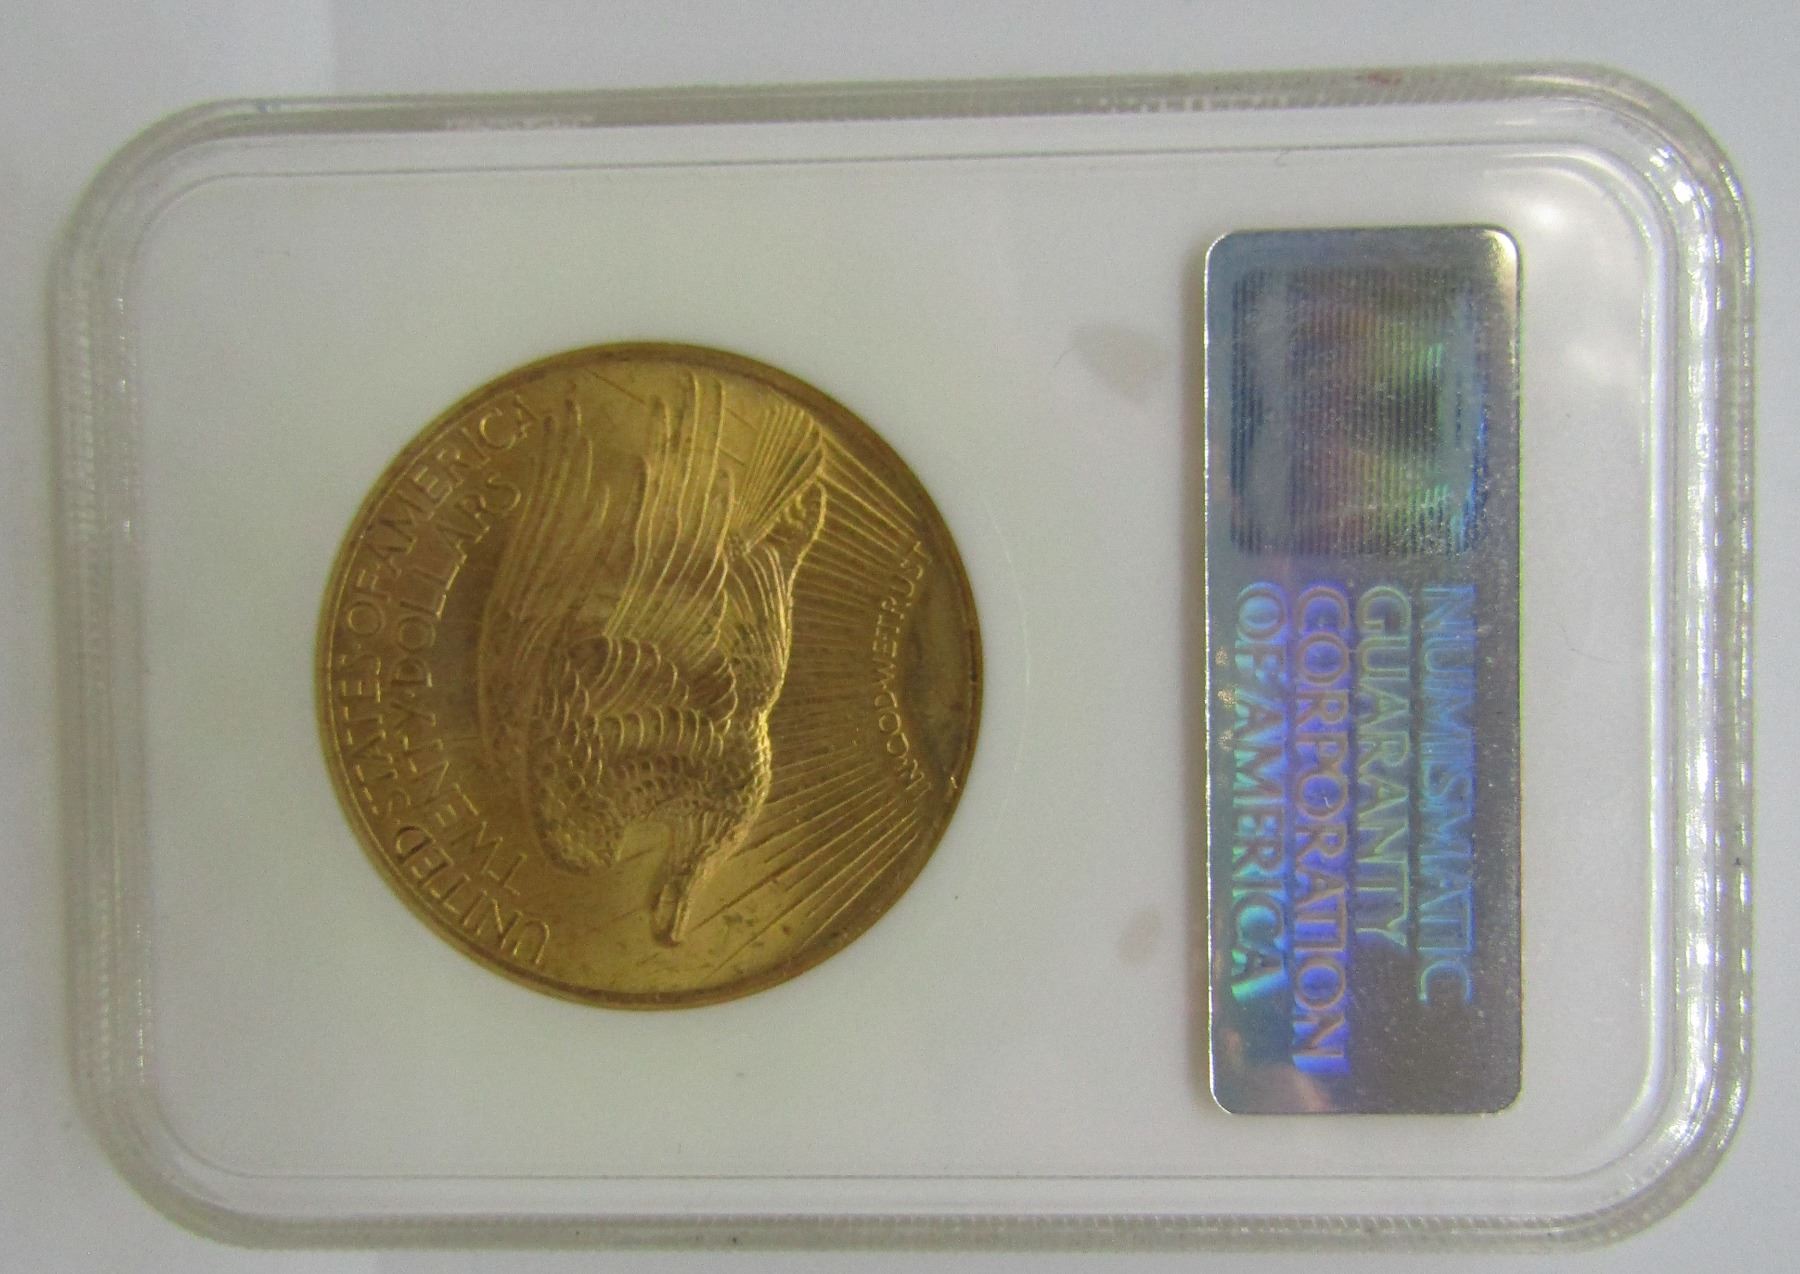 UNITED·STATES·OF·AMERICA
TWENTY·DOLLARS
IN·GOD·WE·TRUST
NUMISMATIC
GUARANTY
CORPORATION
OF AMERICA